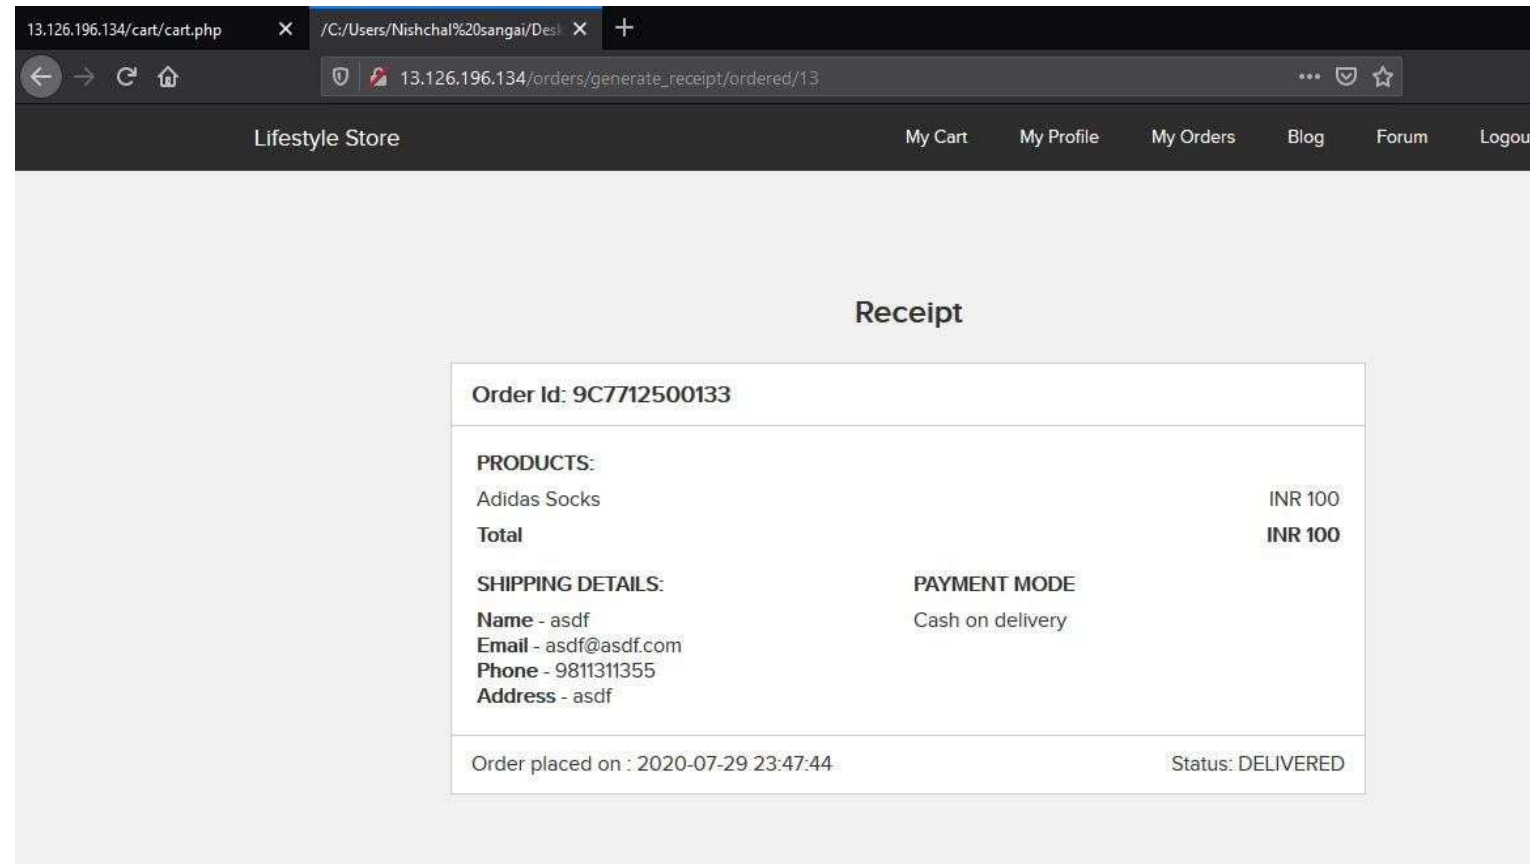 13.126.196.134/cart/cart.php
/C:/Users/Nishchal%20sangai/Desk
13.126.196.134/orders/generate_receipt/ordered/13
Lifestyle Store My Cart My Profile My Orders Blog Forum Logou
Receipt
Order Id: 9C7712500133
PRODUCTS:
Adidas Socks INR 100
Total INR 100
SHIPPING DETAILS: PAYMENT MODE
Name - asdf Cash on delivery
Email - asdf@asdf.com
Phone - 9811311355
Address - asdf
Order placed on : 2020-07-29 23:47:44 Status: DELIVERED